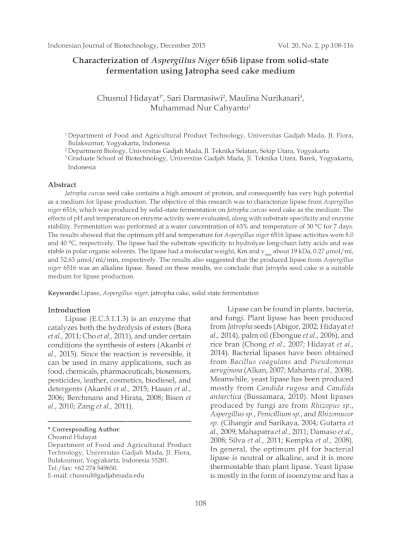 Indonesian Journal of Biotechnology, December 2015 Vol. 20, No. 2, pp.108-116
Characterization of Aspergillus Niger 65i6 lipase from solid-state
fermentation using Jatropha seed cake medium
Chusnul Hidayat1*, Sari Darmasiwi2, Maulina Nurikasari3,
Muhammad Nur Cahyanto1
1 Department of Food and Agricultural Product Technology, Universitas Gadjah Mada, Jl. Flora,
Bulaksumur, Yogyakarta, Indonesia
2 Department Biology, Universitas Gadjah Mada, Jl. Teknika Selatan, Sekip Utara, Yogyakarta
3 Graduate School of Biotechnology, Universitas Gadjah Mada, Jl. Teknika Utara, Barek, Yogyakarta,
Indonesia
Abstract
Jatropha curcas seed cake contains a high amount of protein, and consequently has very high potential
as a medium for lipase production. The objective of this research was to characterize lipase from Aspergillus
niger 6516, which was produced by solid-state fermentation on Jatropha curcas seed cake as the medium. The
effects of pH and temperature on enzyme activity were evaluated, along with substrate specificity and enzyme
stability. Fermentation was performed at a water concentration of 63% and temperature of 30 °C for 7 days.
The results showed that the optimum pH and temperature for Aspergillus niger 6516 lipase activities were 8.0
and 40 °C, respectively. The lipase had the substrate specificity to hydrolyze long-chain fatty acids and was
stable in polar organic solvents. The lipase had a molecular weight, Km and vmax about 19 kDa, 0.27 µmol/ml,
and 52.63 µmol/ml/min, respectively. The results also suggested that the produced lipase from Aspergillus
niger 6516 was an alkaline lipase. Based on these results, we conclude that Jatropha seed cake is a suitable
medium for lipase production.
Keywords: Lipase, Aspergillus niger, jatropha cake, solid state fermentation
Introduction
Lipase (E.C.3.1.1.3) is an enzyme that
catalyzes both the hydrolysis of esters (Bora
et al., 2011; Cho et al., 2011), and under certain
conditions the synthesis of esters (Akanbi et
al., 2015). Since the reaction is reversible, it
can be used in many applications, such as
food, chemicals, pharmaceuticals, biosensors,
pesticides, leather, cosmetics, biodiesel, and
detergents (Akanbi et al., 2015; Hasan et al.,
2006; Berchmans and Hirata, 2008; Bisen et
al., 2010; Zang et al., 2011).
* Corresponding Author:
Chusnul Hidayat
Department of Food and Agricultural Product
Technology, Universitas Gadjah Mada, Jl. Flora,
Bulaksumur, Yogyakarta, Indonesia 55281.
Tel./fax: +62 274 549650.
E-mail: chusnul@gadjahmada.edu
Lipase can be found in plants, bacteria,
and fungi. Plant lipase has been produced
from Jatropha seeds (Abigor, 2002; Hidayat et
al., 2014), palm oil (Ebongue et al., 2006), and
rice bran (Chong et al., 2007; Hidayat et al.,
2014). Bacterial lipases have been obtained
from Bacillus coagulans and Pseudomonas
aeruginosa (Alkan, 2007; Mahanta et al., 2008).
Meanwhile, yeast lipase has been produced
mostly from Candida rugosa and Candida
antarctica (Bussamara, 2010). Most lipases
produced by fungi are from Rhizopus sp.,
Aspergillus sp., Penicillium sp., and Rhizomucor
sp. (Cihangir and Sarikaya, 2004; Gutarra et
al., 2009; Mahapatra et al., 2011; Damaso et al.,
2008; Silva et al., 2011; Kempka et al., 2008).
In general, the optimum pH for bacterial
lipase is neutral or alkaline, and it is more
thermostable than plant lipase. Yeast lipase
is mostly in the form of isoenzyme and has a
108